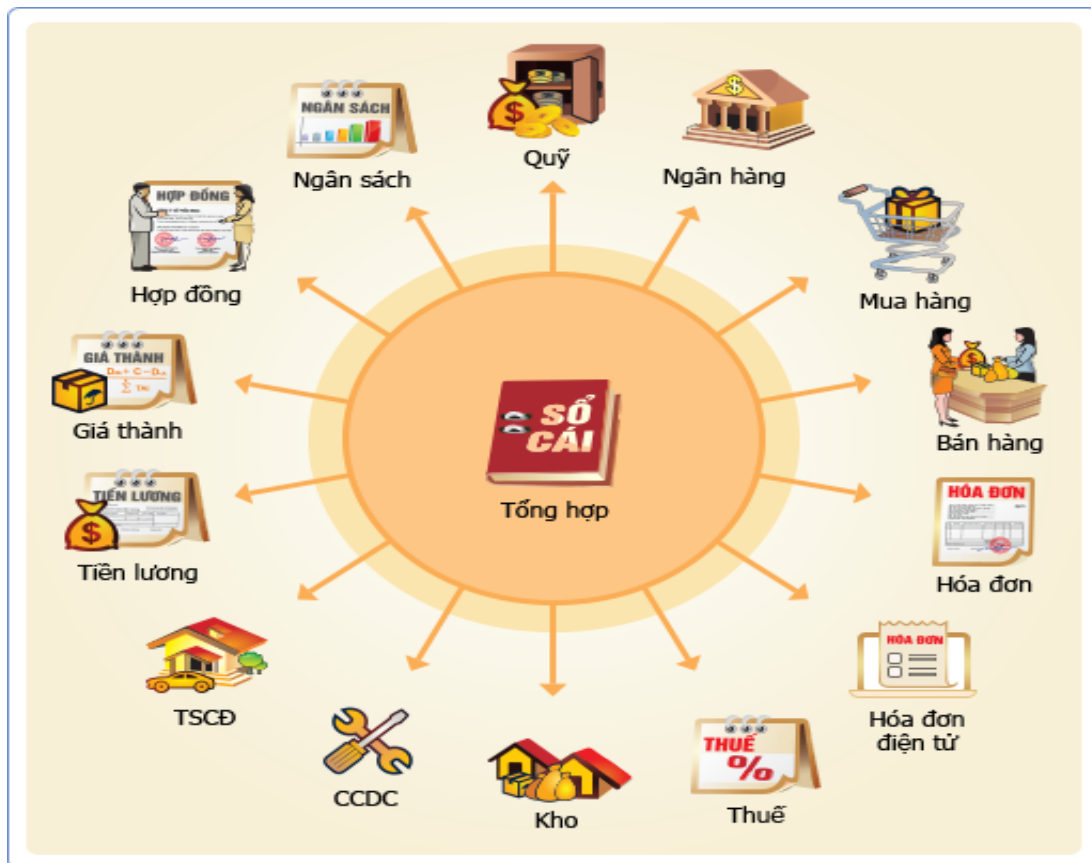 NGÂN SÁCH
Ngân sách
Quỹ
Ngân hàng
HỢP ĐỒNG
Hợp đồng
Mua hàng
GIÁ THÀNH
Giá thành
Bán hàng
SỔ
CÁI
Tổng hợp
TIỀN LƯƠNG
Tiền lương
HÓA ĐƠN
Hóa đơn
TSCĐ
HÓA ĐƠN
Hóa đơn
điện tử
CCDC
Kho
THUẾ
%
Thuế